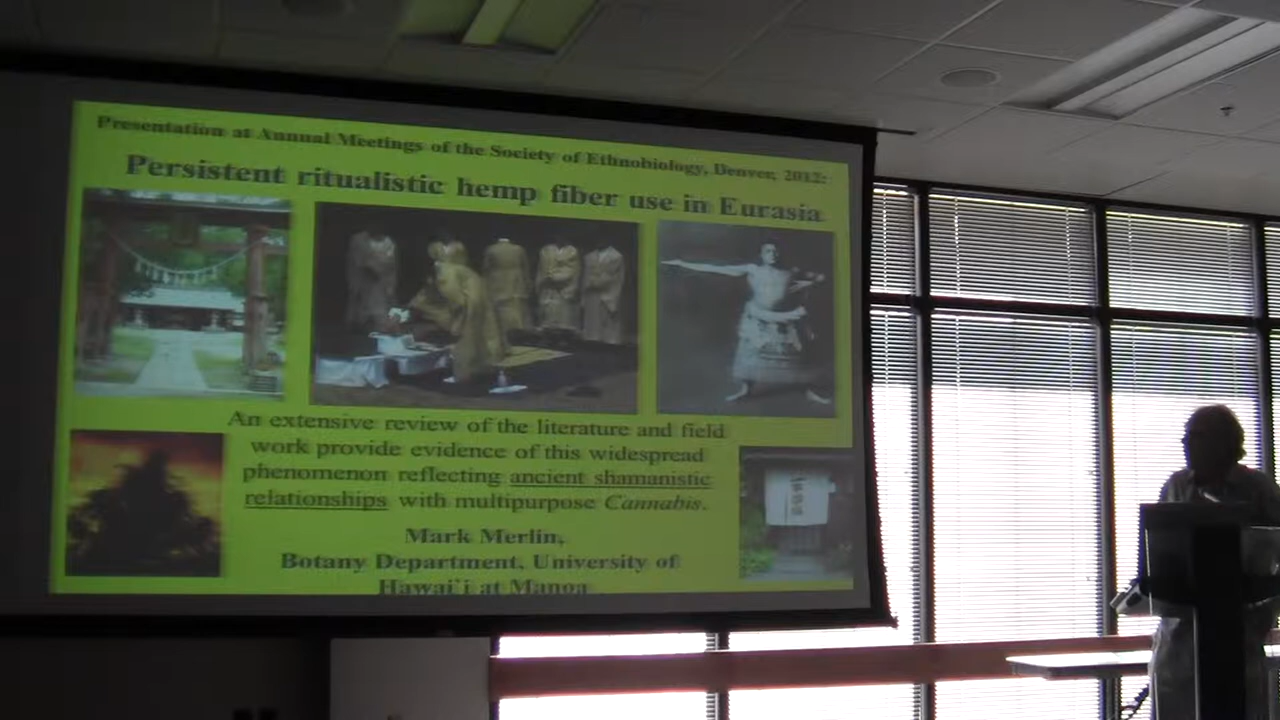 Presentation at Annual Meetings of the Society of Ethnobiology, Denver, 2012:
Persistent ritualistic hemp fiber use in Eurasia
An extensive review of the literature and field
work provide evidence of this widespread
phenomenon reflecting ancient shamanistic
relationships with multipurpose Cannabis.
Mark Merlin,
Botany Department, University of
Hawai'i at Manoa